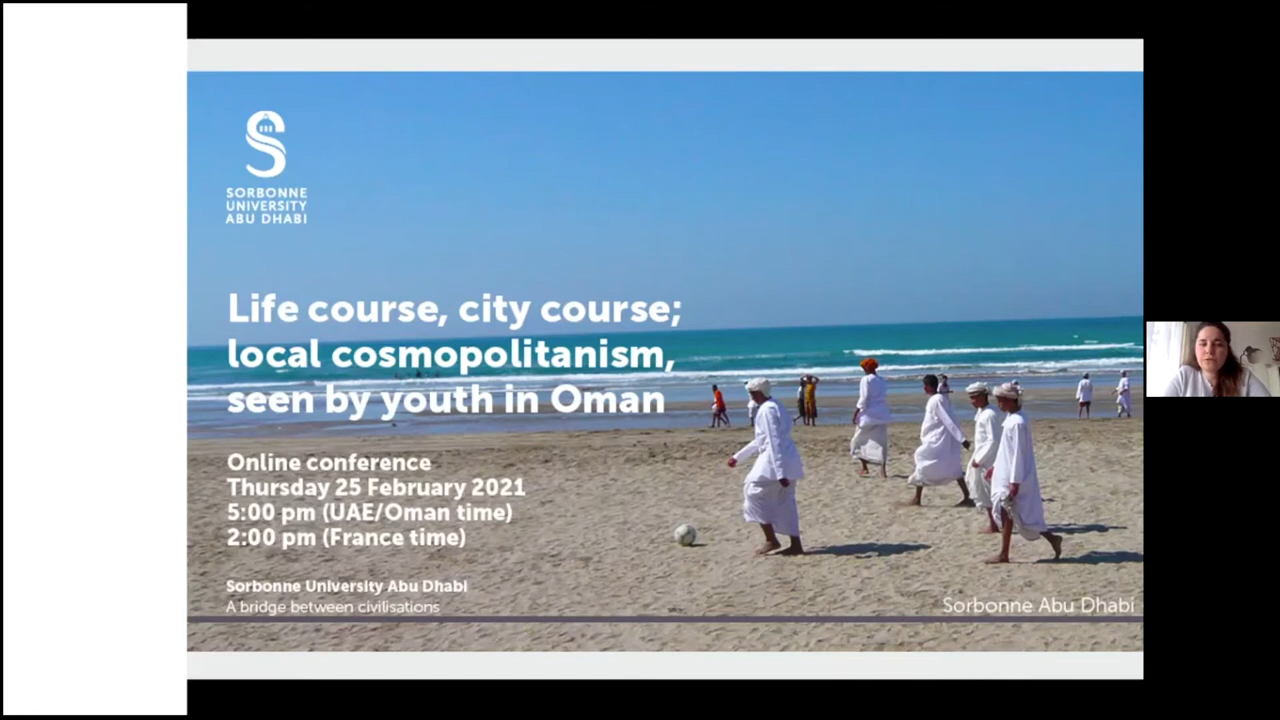 SORBONNE
UNIVERSITY
ABU DHABI
Life course, city course;
local cosmopolitanism,
seen by youth in Oman
Online conference
Thursday 25 February 2021
5:00 pm (UAE/Oman time)
2:00 pm (France time)
Sorbonne University Abu Dhabi
A bridge between civilisations
Sorbonne Abu Dhabi